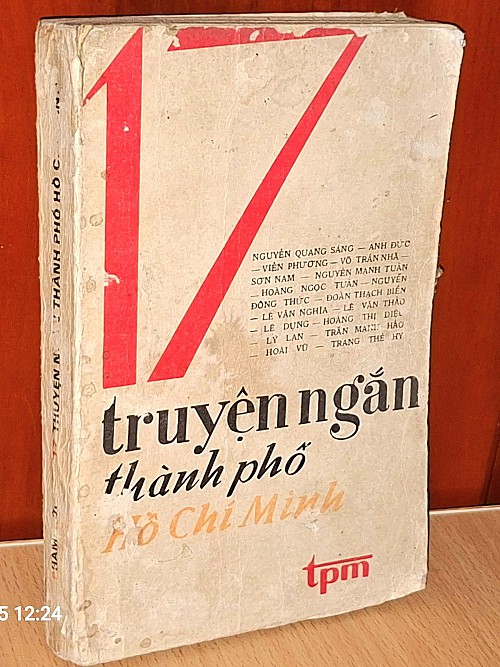 17
NGUYỄN QUANG SÁNG — ANH ĐỨC
— VIỄN PHƯƠNG — VÕ TRẦN NHÃ —
SƠN NAM — NGUYỄN MẠNH TUẤN
— HOÀNG NGỌC TUẤN — NGUYỄN
ĐÔNG THỨC — ĐOÀN THẠCH BIỀN
— LÊ VĂN NGHĨA — LÊ VĂN THẢO
— LÊ DUNG — HOÀNG THỊ DIỆU
— LÝ LAN — TRẦN MẠNH HẢO
— HOÀI VŨ — TRANG THẾ HY
truyện ngắn
thành phố
Hồ Chí Minh
tpm
17 TRUYỆN N THÀNH PHỐ HỒ C
5 12:24